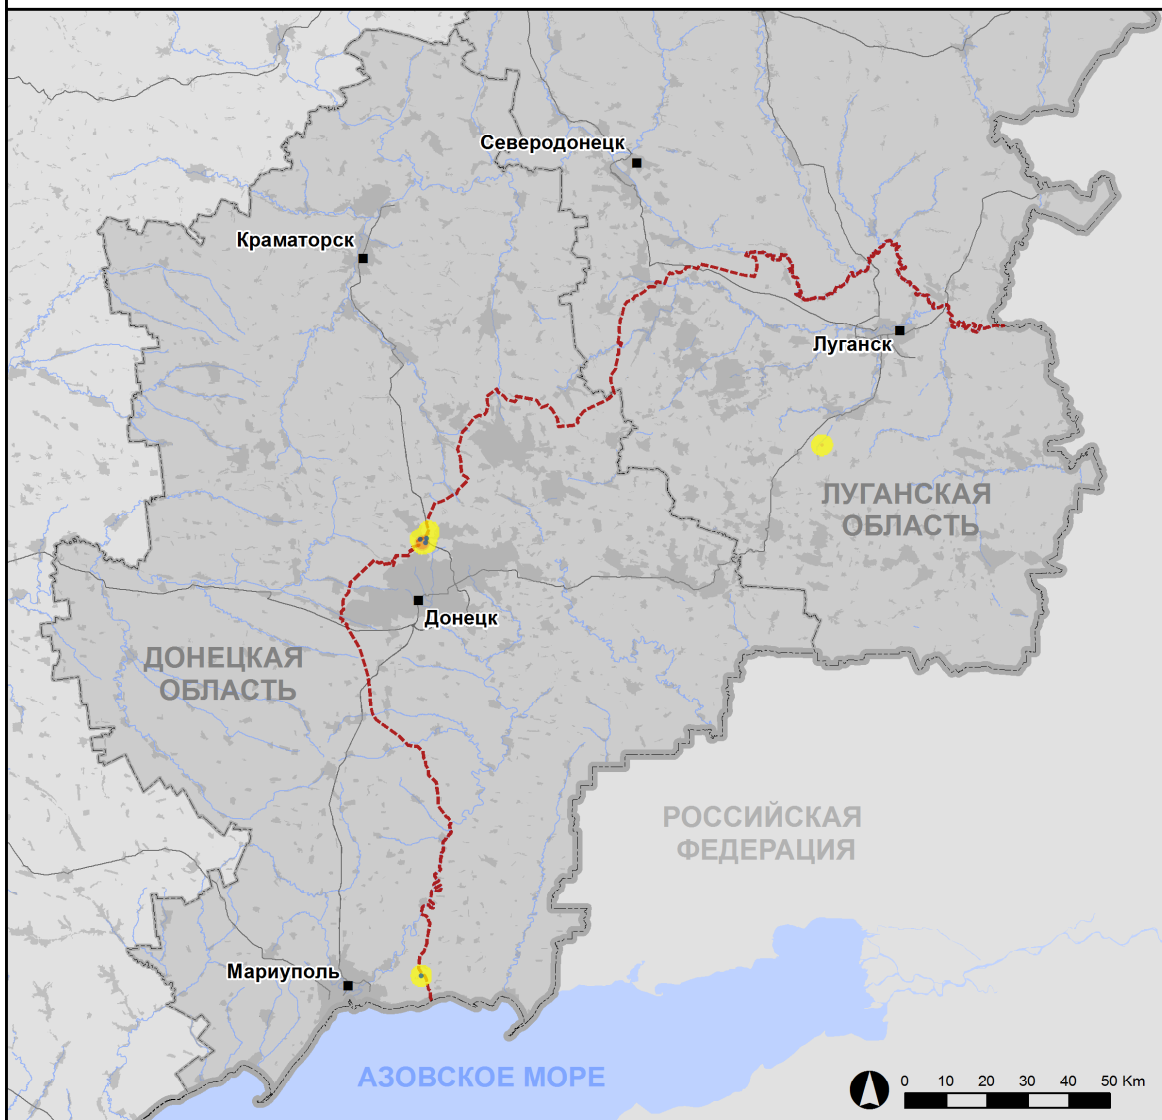 Северодонецк
Краматорск
Луганск
ЛУГАНСКАЯ
ОБЛАСТЬ
Донецк
ДОНЕЦКАЯ
ОБЛАСТЬ
РОССИЙСКАЯ
ФЕДЕРАЦИЯ
Мариуполь
АЗОВСКОЕ МОРЕ
0 10 20 30 40 50 Km